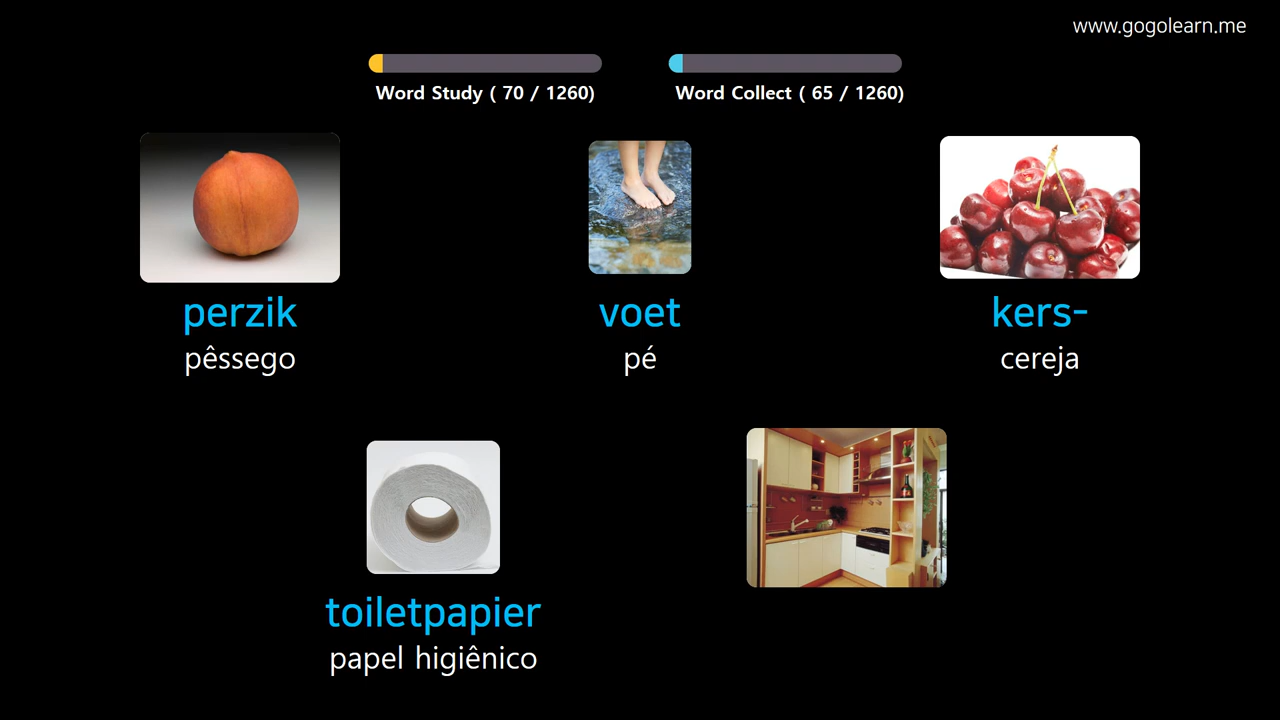 www.gogolearn.me
Word Study ( 70 / 1260)
Word Collect ( 65 / 1260)
perzik
pêssego
voet
pé
kers-
cereja
toiletpapier
papel higiênico